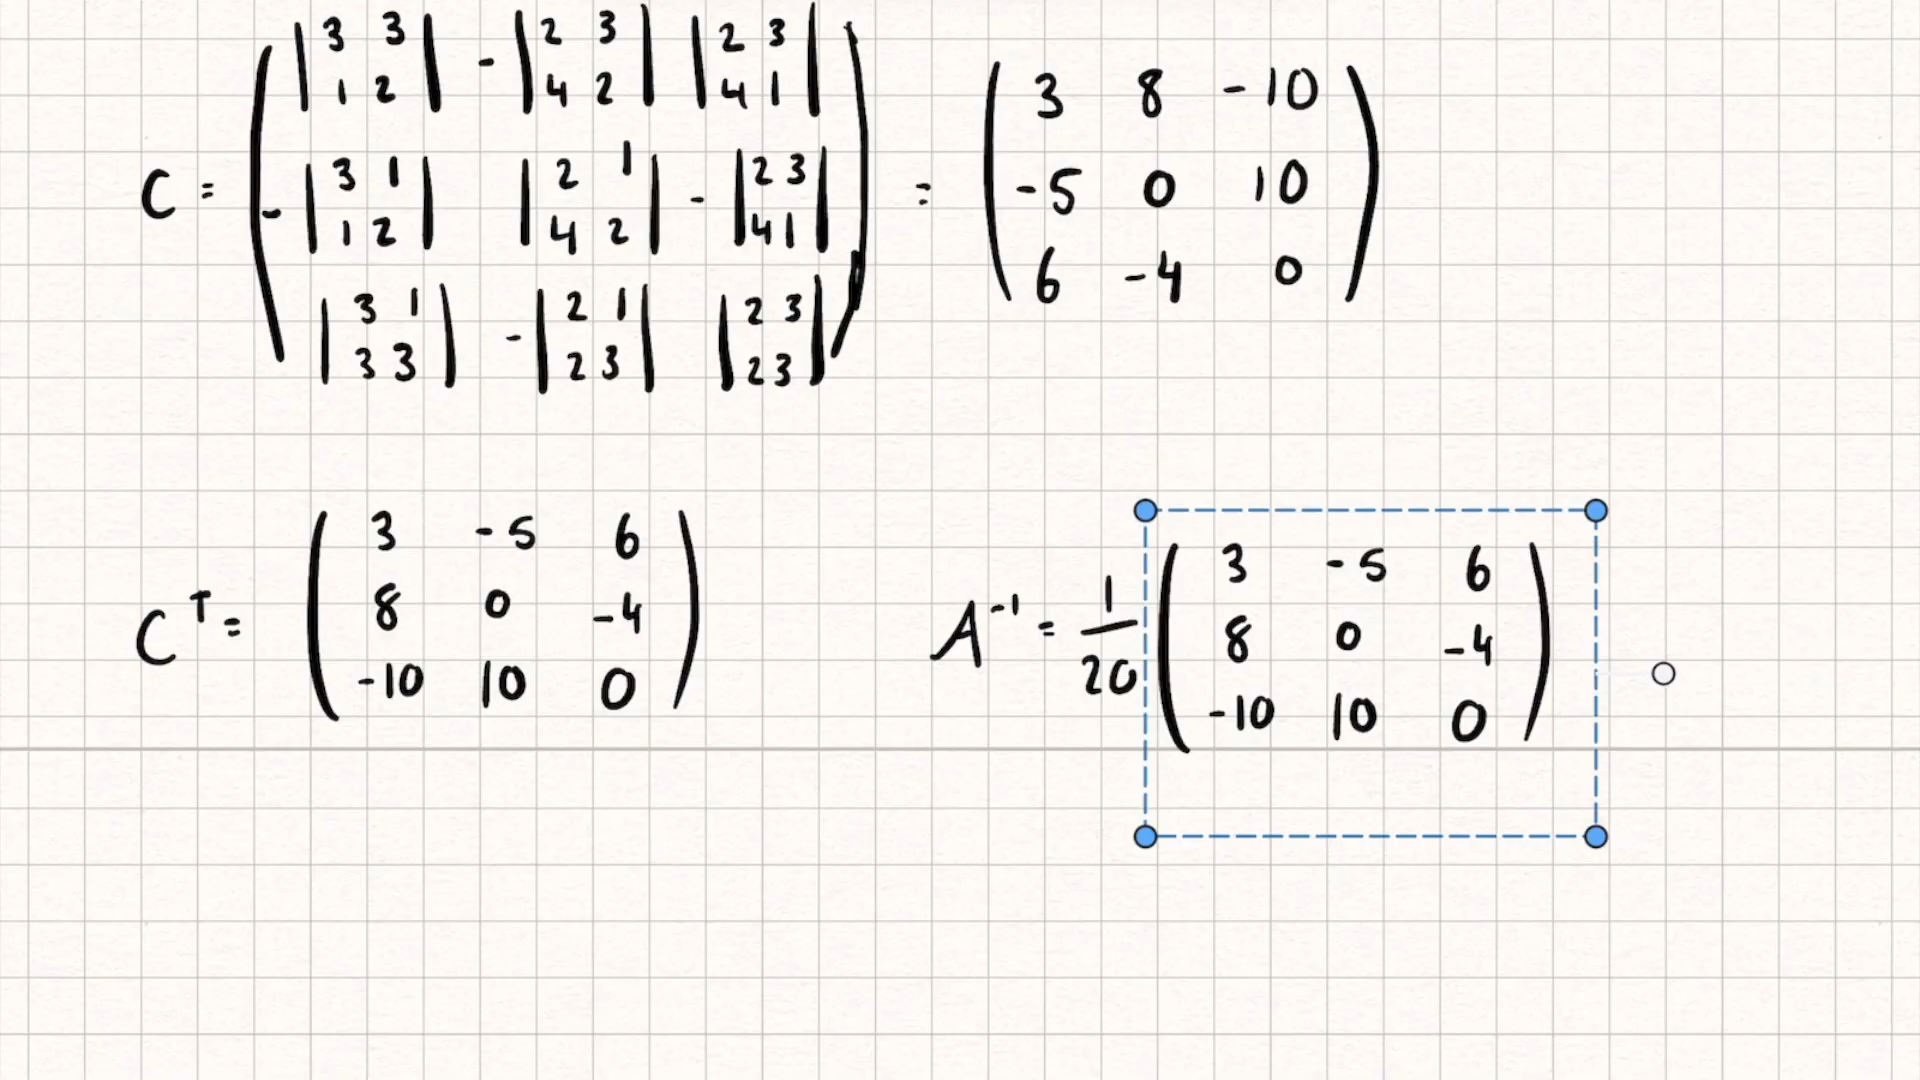 C = ( |3 3| - |2 3| |2 3| ) = ( 3 8 -10 )
|1 2| |4 2| |4 1|
- |3 1| |2 1| - |2 3| -5 0 10
|1 2| |4 2| |4 1|
|3 1| - |2 1| |2 3| 6 -4 0
|3 3| |2 3| |2 3|
C^T = ( 3 -5 6 )
8 0 -4
-10 10 0
A^-1 = 1/20 ( 3 -5 6 )
8 0 -4
-10 10 0